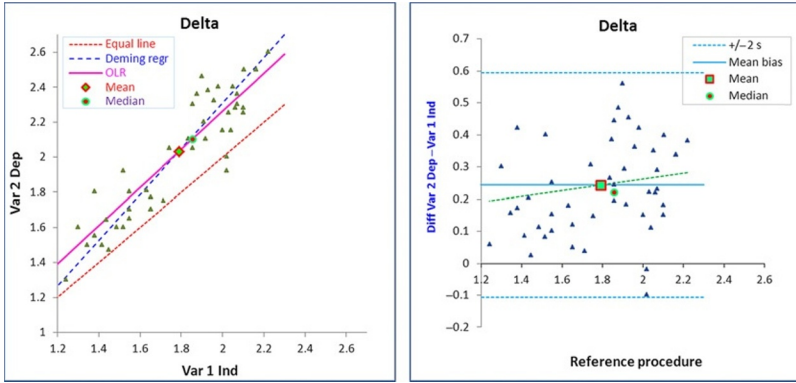 Delta
Equal line
Deming regr
OLR
Mean
Median
Var 2 Dep
2.6
2.4
2.2
2
1.8
1.6
1.4
1.2
1
1.2
1.4
1.6
1.8
2.0
2.2
2.4
2.6
Var 1 Ind
Delta
+/−2 s
Mean bias
Mean
Median
Diff Var 2 Dep – Var 1 Ind
0.7
0.6
0.5
0.4
0.3
0.2
0.1
0
−0.1
−0.2
1.2
1.4
1.6
1.8
2.0
2.2
2.4
2.6
Reference procedure